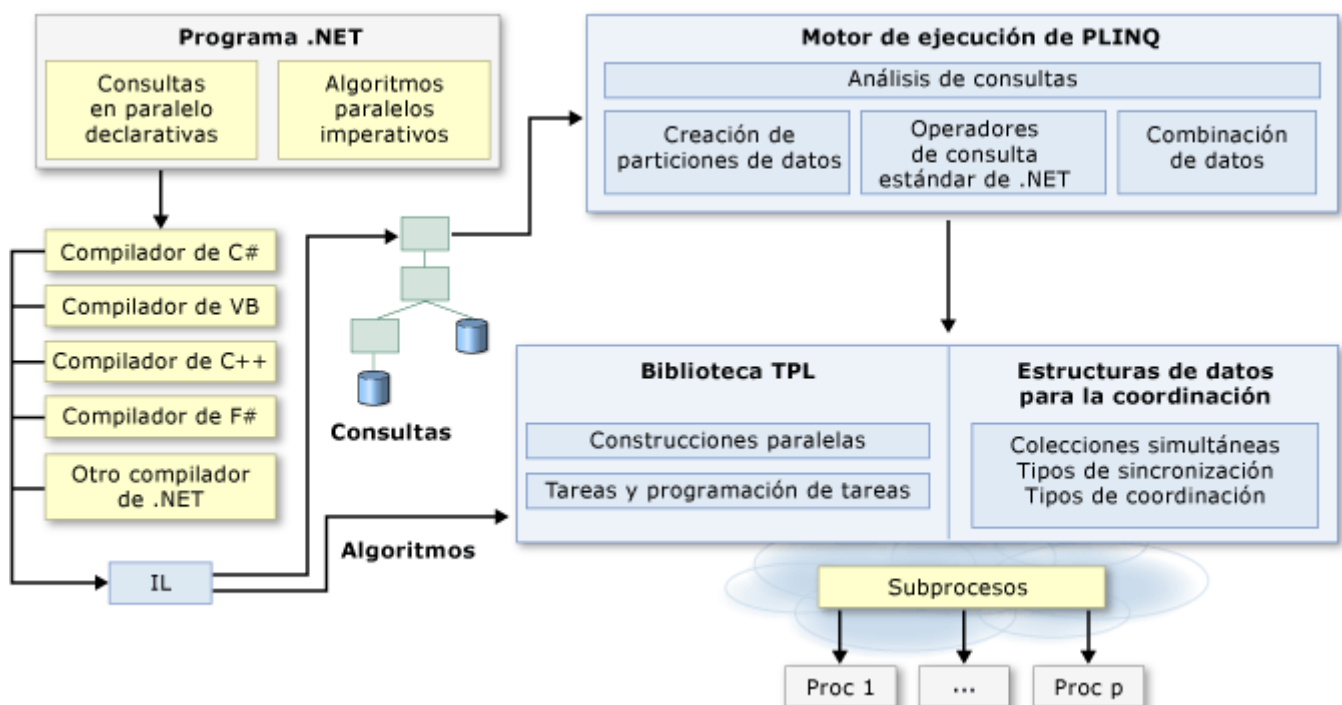 Programa .NET
Consultas
en paralelo
declarativas
Algoritmos
paralelos
imperativos
Compilador de C#
Compilador de VB
Compilador de C++
Compilador de F#
Otro compilador
de .NET
IL
Consultas
Algoritmos
Motor de ejecución de PLINQ
Análisis de consultas
Creación de
particiones de datos
Operadores
de consulta
estándar de .NET
Combinación
de datos
Biblioteca TPL
Construcciones paralelas
Tareas y programación de tareas
Estructuras de datos
para la coordinación
Colecciones simultáneas
Tipos de sincronización
Tipos de coordinación
Subprocesos
Proc 1
...
Proc p